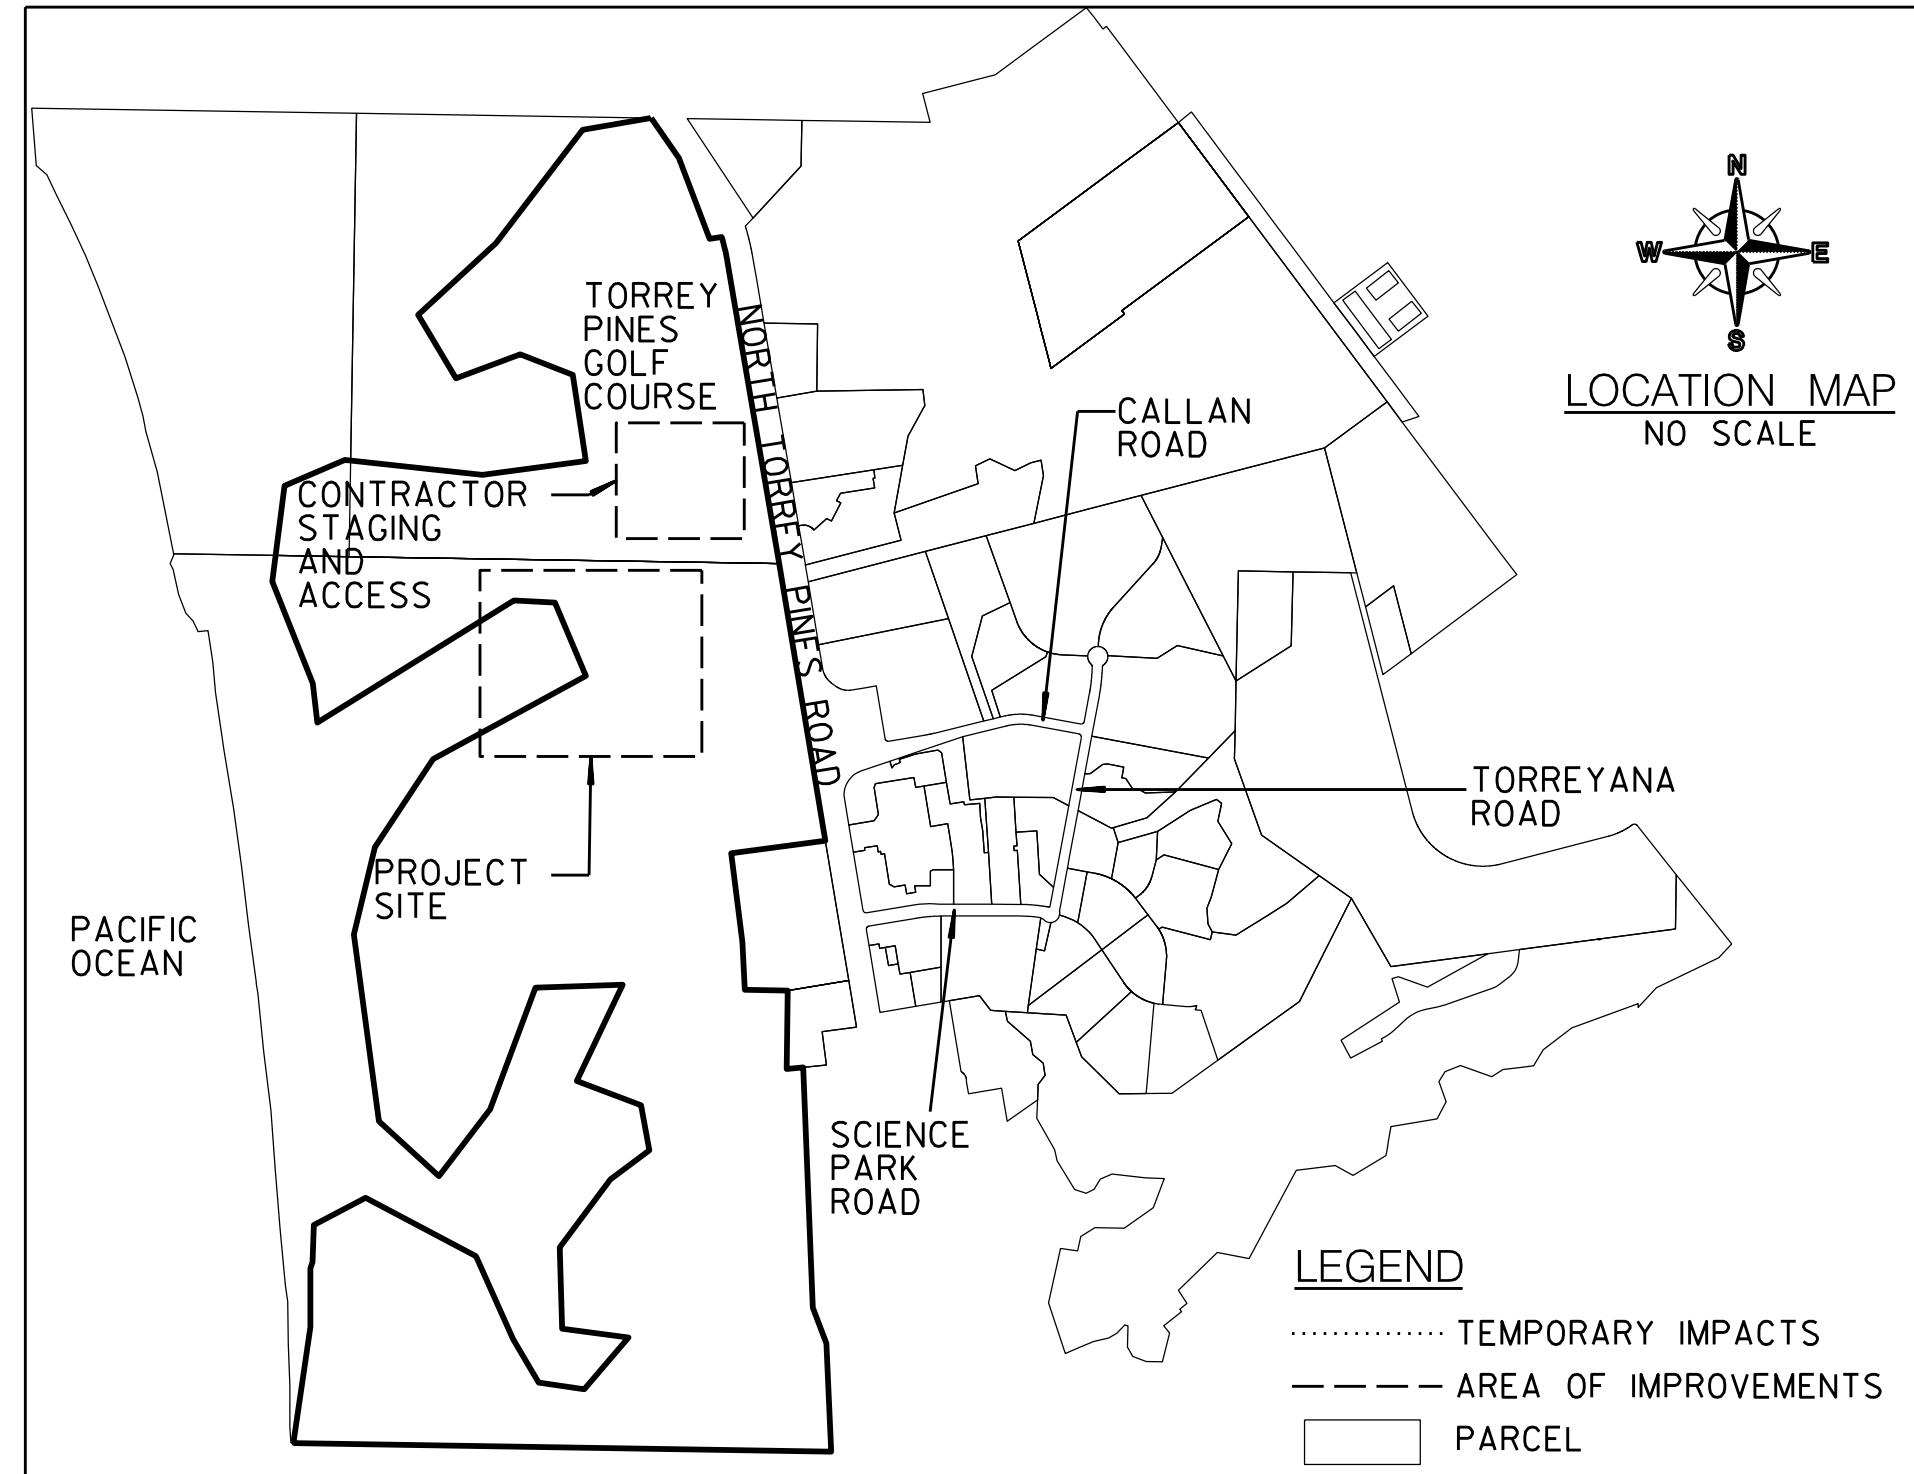 N
W E
S
LOCATION MAP
NO SCALE
TORREY
PINES
GOLF
COURSE
NORTH TORREY PINES ROAD
CALLAN
ROAD
CONTRACTOR
STAGING
AND
ACCESS
TORREYANA
ROAD
PROJECT
SITE
PACIFIC
OCEAN
SCIENCE
PARK
ROAD
LEGEND
TEMPORARY IMPACTS
AREA OF IMPROVEMENTS
PARCEL